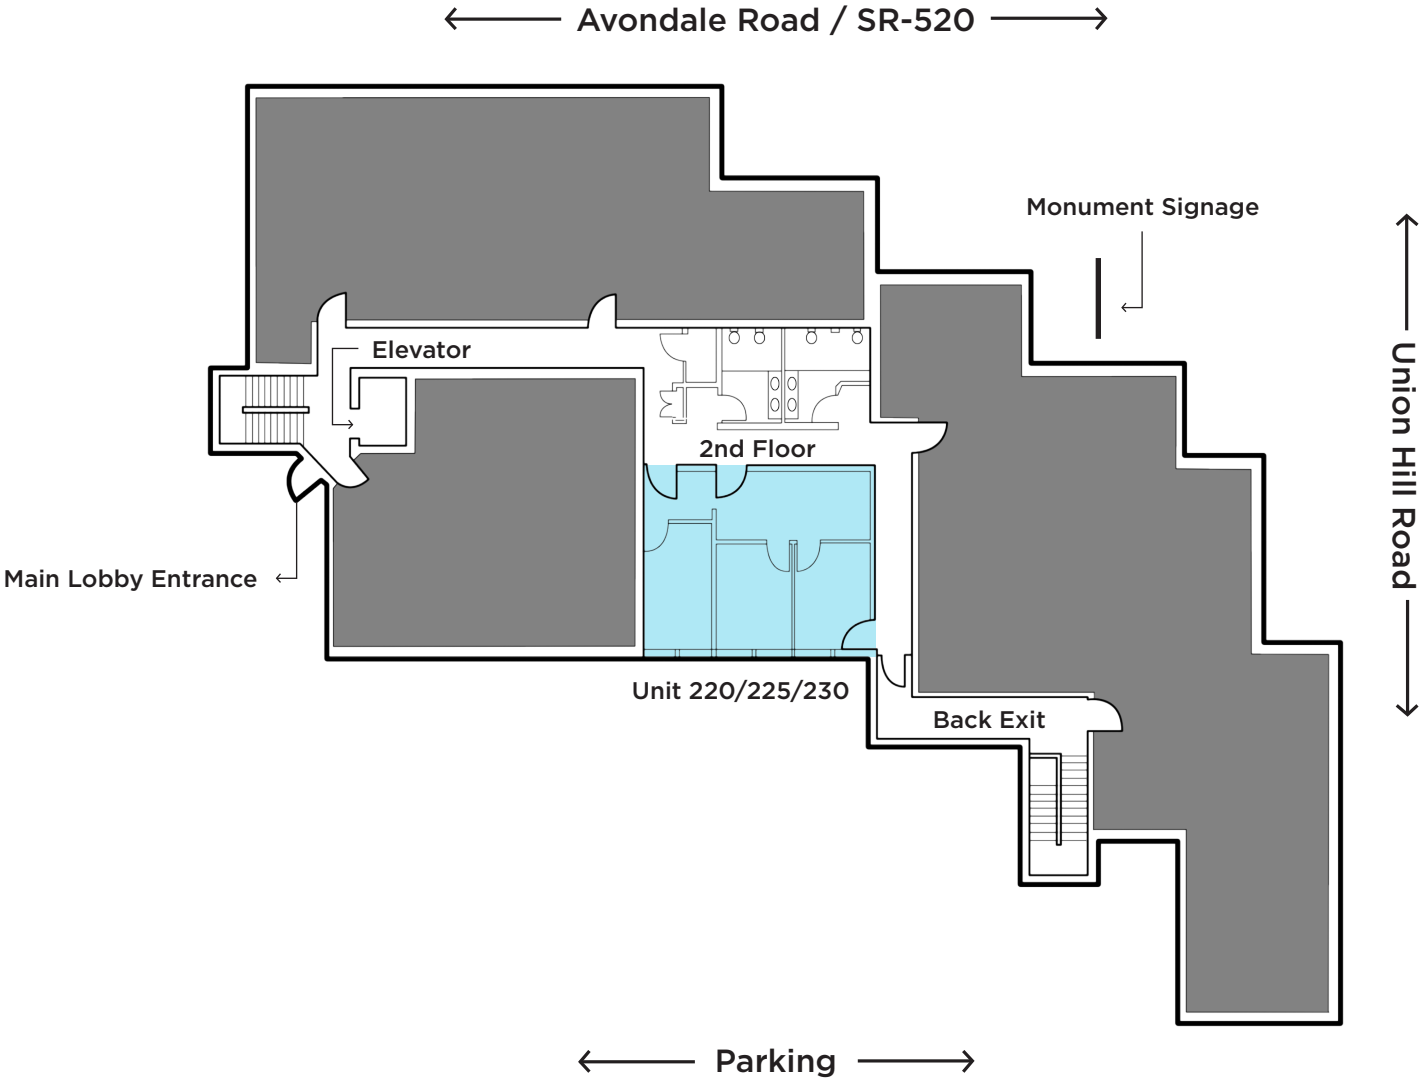 Avondale Road / SR-520
Monument Signage
Elevator
Union Hill Road
2nd Floor
Main Lobby Entrance
Unit 220/225/230
Back Exit
Parking